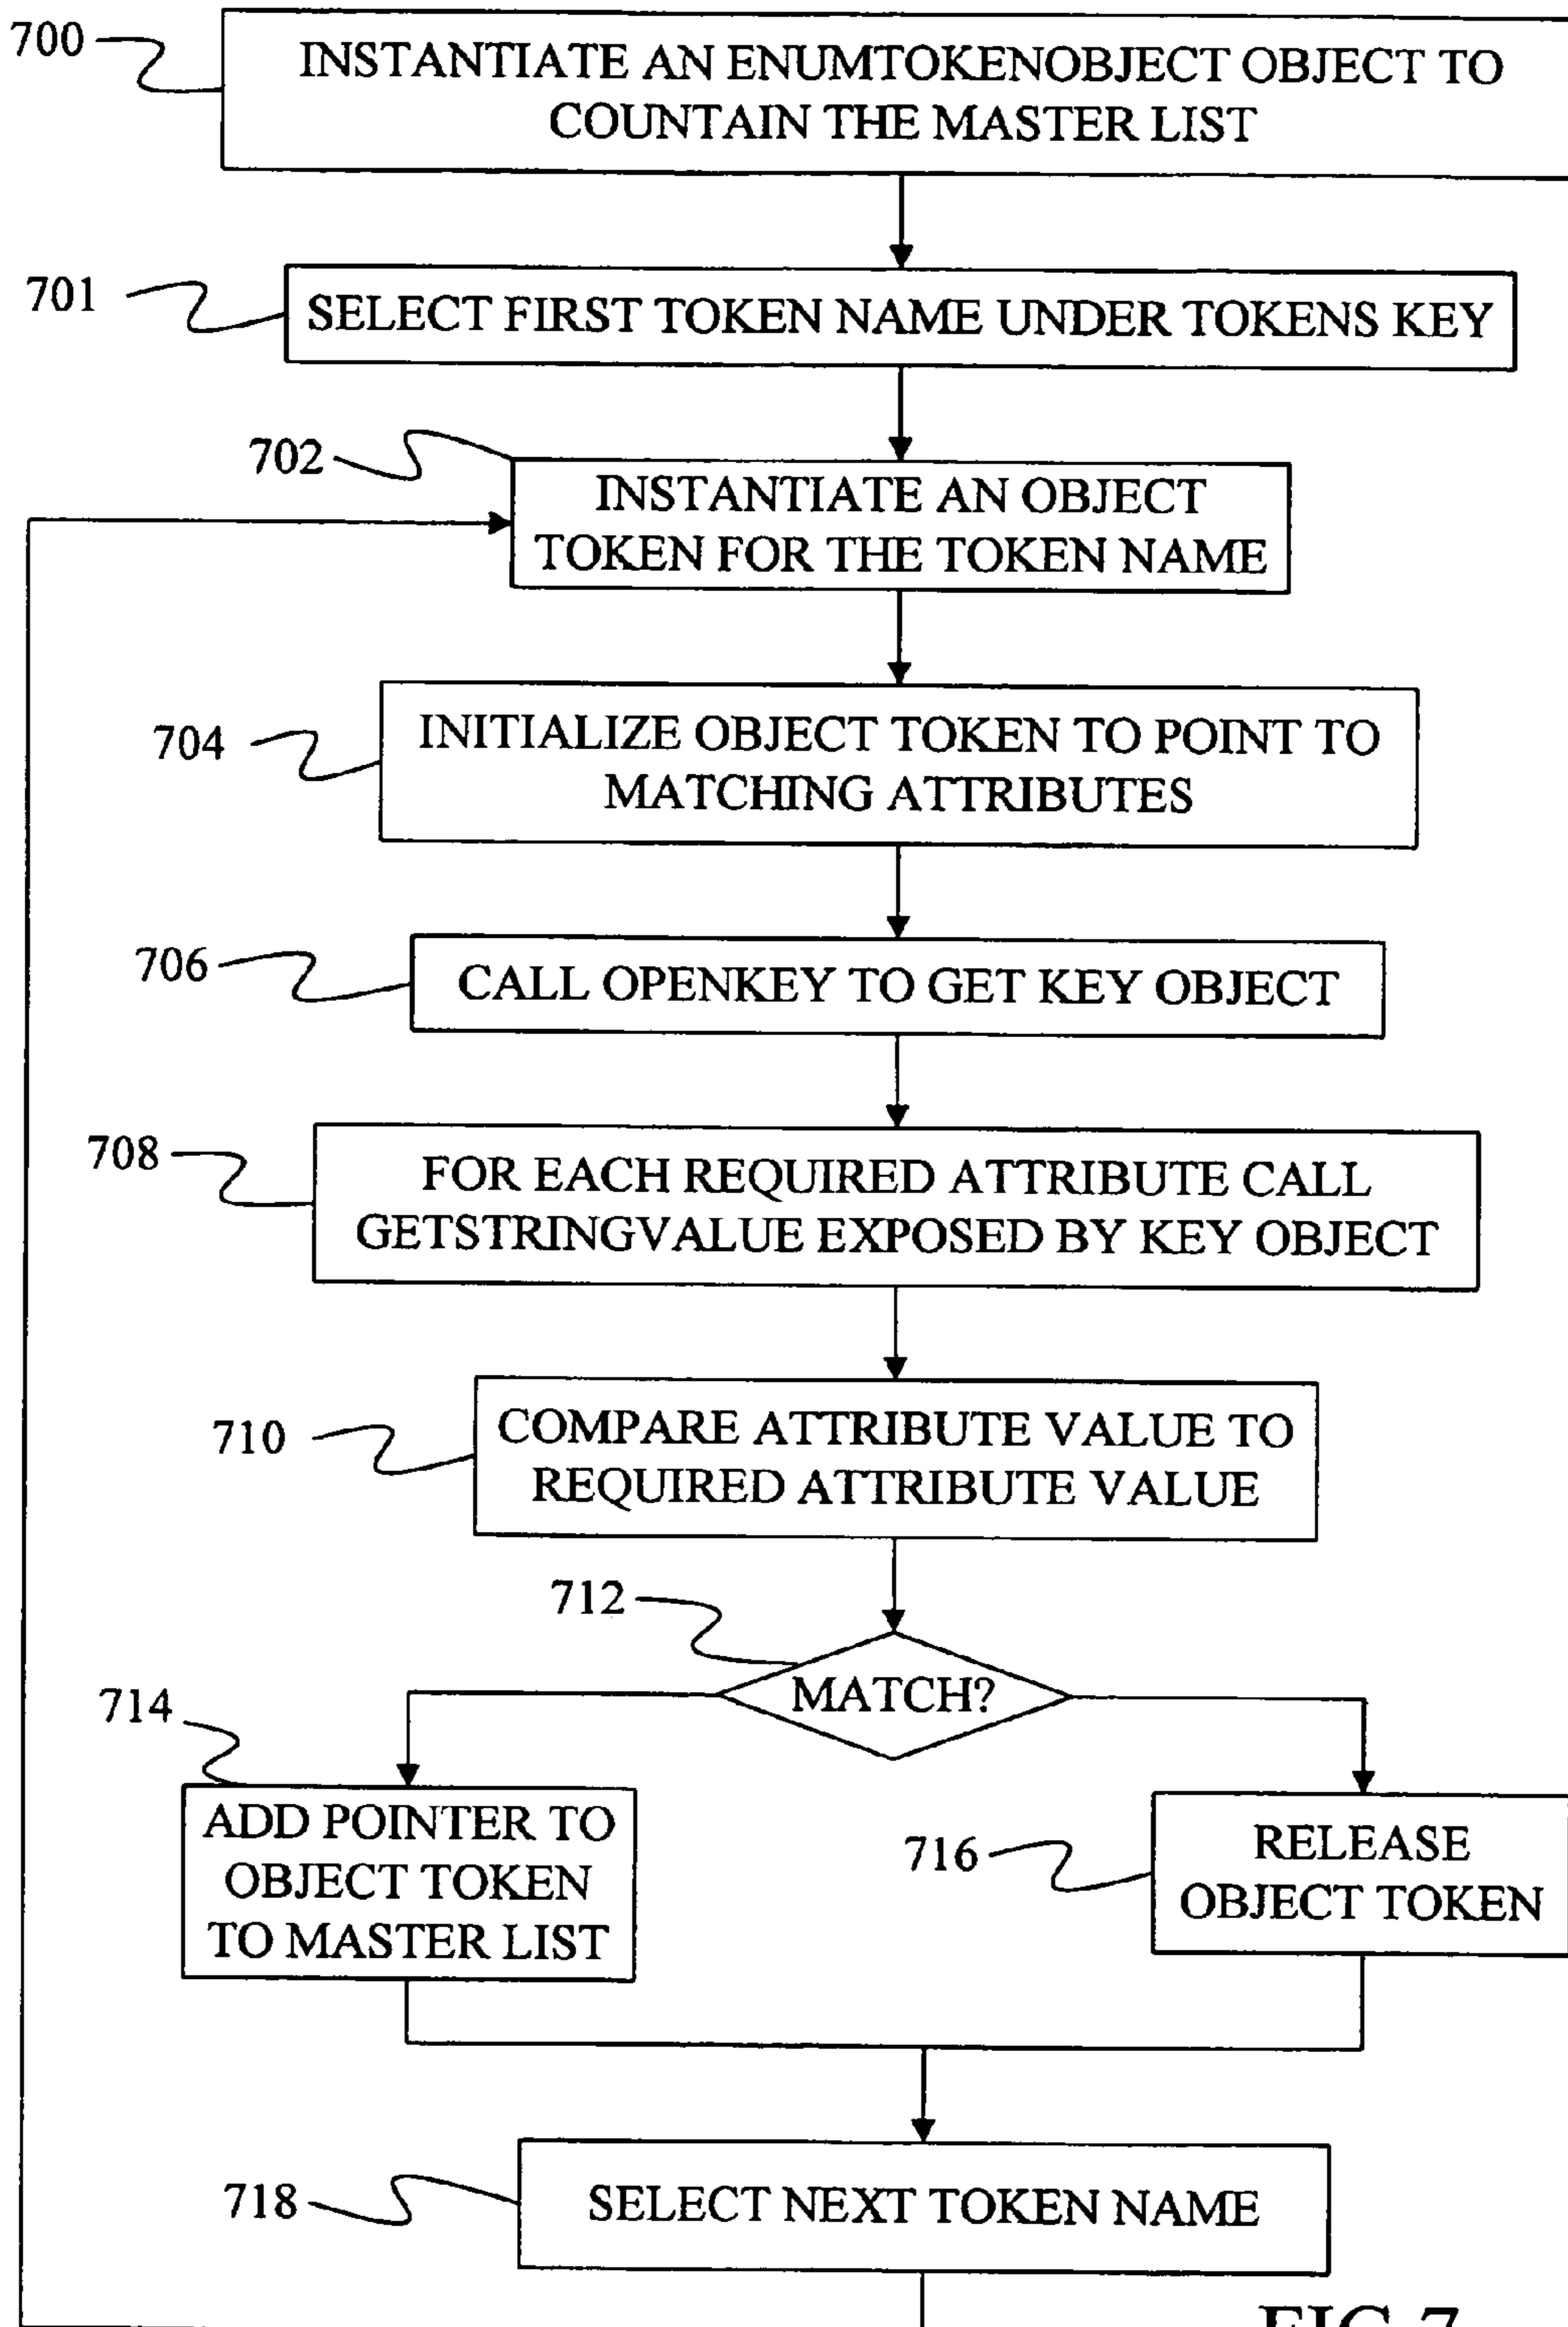 700
INSTANTIATE AN ENUMTOKENOBJECT OBJECT TO
COUNTAIN THE MASTER LIST
701
SELECT FIRST TOKEN NAME UNDER TOKENS KEY
702
INSTANTIATE AN OBJECT
TOKEN FOR THE TOKEN NAME
704
INITIALIZE OBJECT TOKEN TO POINT TO
MATCHING ATTRIBUTES
706
CALL OPENKEY TO GET KEY OBJECT
708
FOR EACH REQUIRED ATTRIBUTE CALL
GETSTRINGVALUE EXPOSED BY KEY OBJECT
710
COMPARE ATTRIBUTE VALUE TO
REQUIRED ATTRIBUTE VALUE
712
MATCH?
714
ADD POINTER TO
OBJECT TOKEN
TO MASTER LIST
716
RELEASE
OBJECT TOKEN
718
SELECT NEXT TOKEN NAME
FIG 7